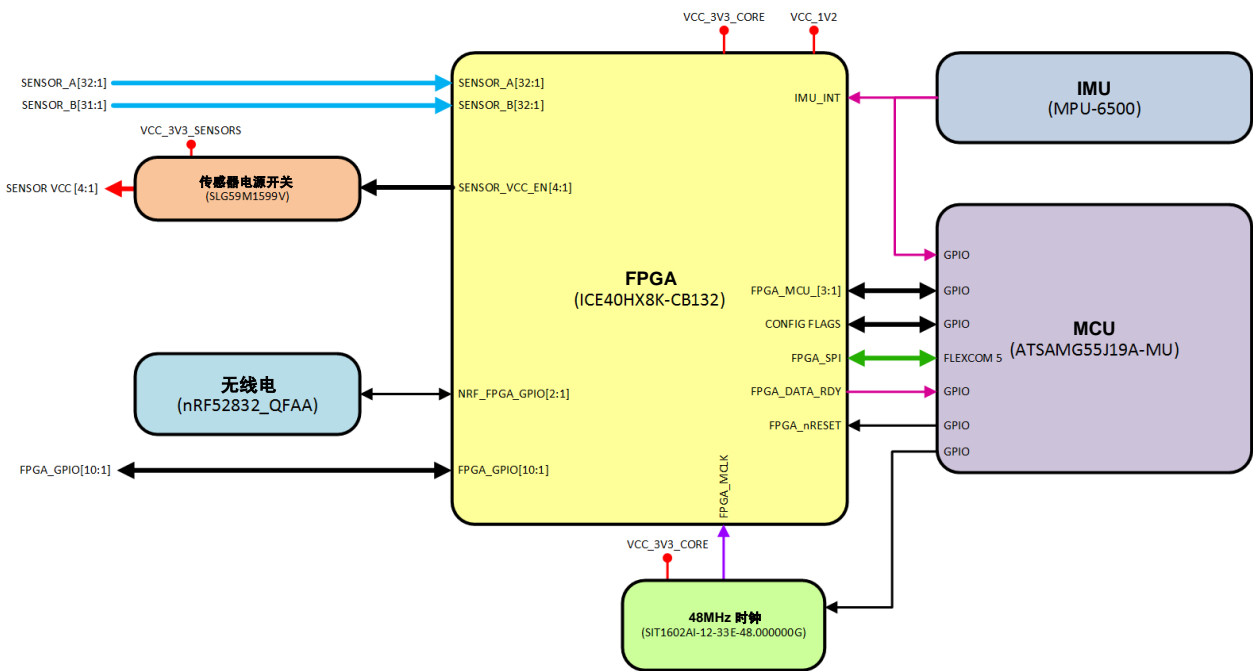 VCC_3V3_CORE
VCC_1V2
SENSOR_A[32:1]
SENSOR_A[32:1]
SENSOR_B[31:1]
SENSOR_B[32:1]
IMU_INT
IMU
(MPU-6500)
VCC_3V3_SENSORS
传感器电源开关
(SLG59M1599V)
SENSOR VCC [4:1]
SENSOR_VCC_EN[4:1]
FPGA
(ICE40HX8K-CB132)
GPIO
FPGA_MCU_[3:1]
GPIO
CONFIG FLAGS
GPIO
MCU
(ATSAMG55J19A-MU)
FPGA_SPI
FLEXCOM 5
无线电
(nRF52832_QFAA)
NRF_FPGA_GPIO[2:1]
FPGA_DATA_RDY
GPIO
FPGA_nRESET
GPIO
GPIO
FPGA_GPIO[10:1]
FPGA_GPIO[10:1]
FPGA_MCLK
VCC_3V3_CORE
48MHz 时钟
(SIT1602AI-12-33E-48.000000G)